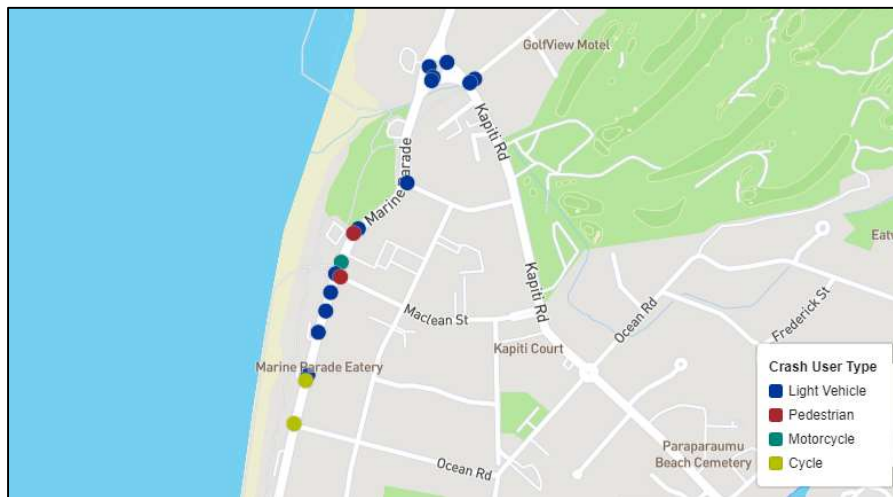 GolfView Motel
Kapiti Rd
Marine Parade
Eatw
Kapiti Rd
Ocean Rd
Frederick St
Maclean St
Kapiti Court
Marine Parade Eatery
Crash User Type
Light Vehicle
Pedestrian
Motorcycle
Cycle
Paraparaumu
Beach Cemetery
Ocean Rd